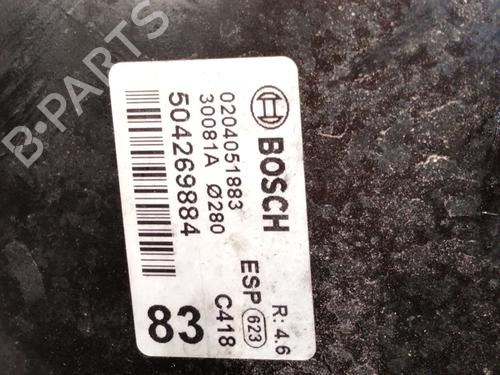 BOSCH
0204051883
30081A Ø280
504269884
R: 4.6
ESP 623
C418
83
B-PARTS